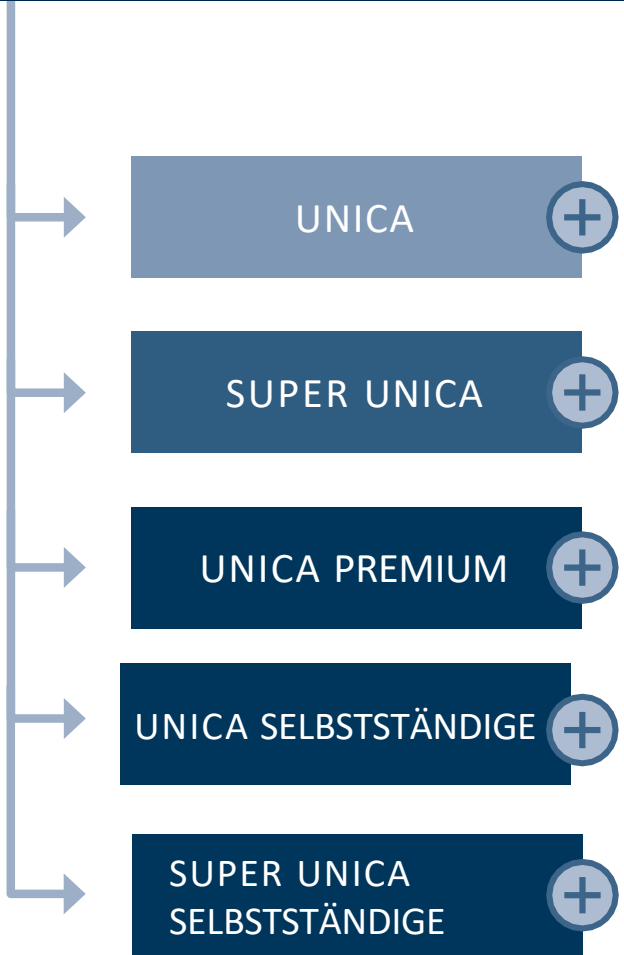 UNICA
SUPER UNICA
UNICA PREMIUM
UNICA SELBSTSTÄNDIGE
SUPER UNICA
SELBSTSTÄNDIGE